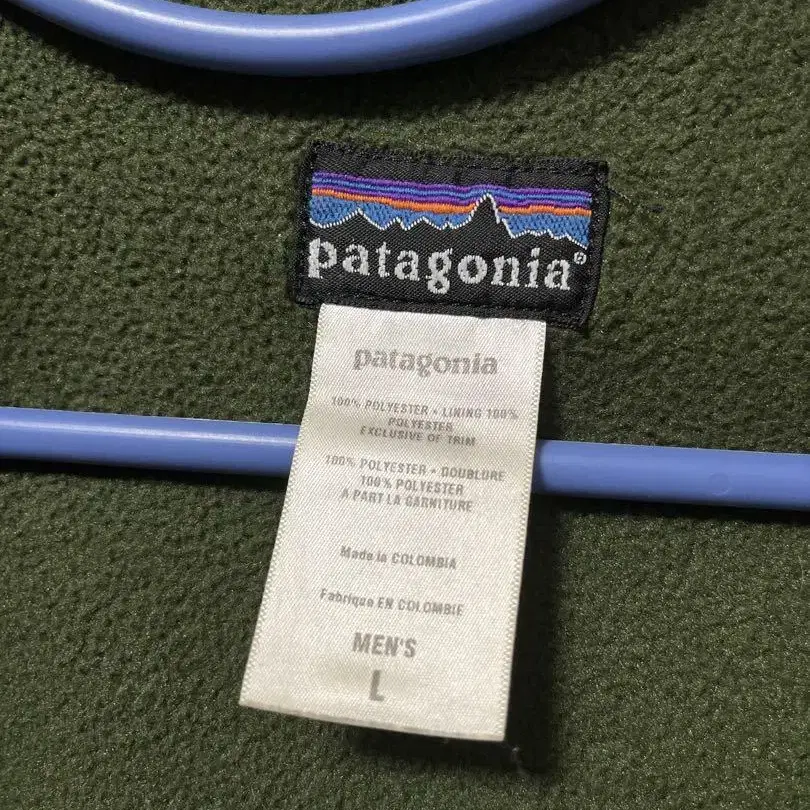 patagonia®
patagonia
100% POLYESTER • LINING 100%
POLYESTER
EXCLUSIVE OF TRIM
100% POLYESTER • DOUBLURE
100% POLYESTER
A PART LA GARNITURE
Made in COLOMBIA
Fabrique EN COLOMBIE
MEN'S
L